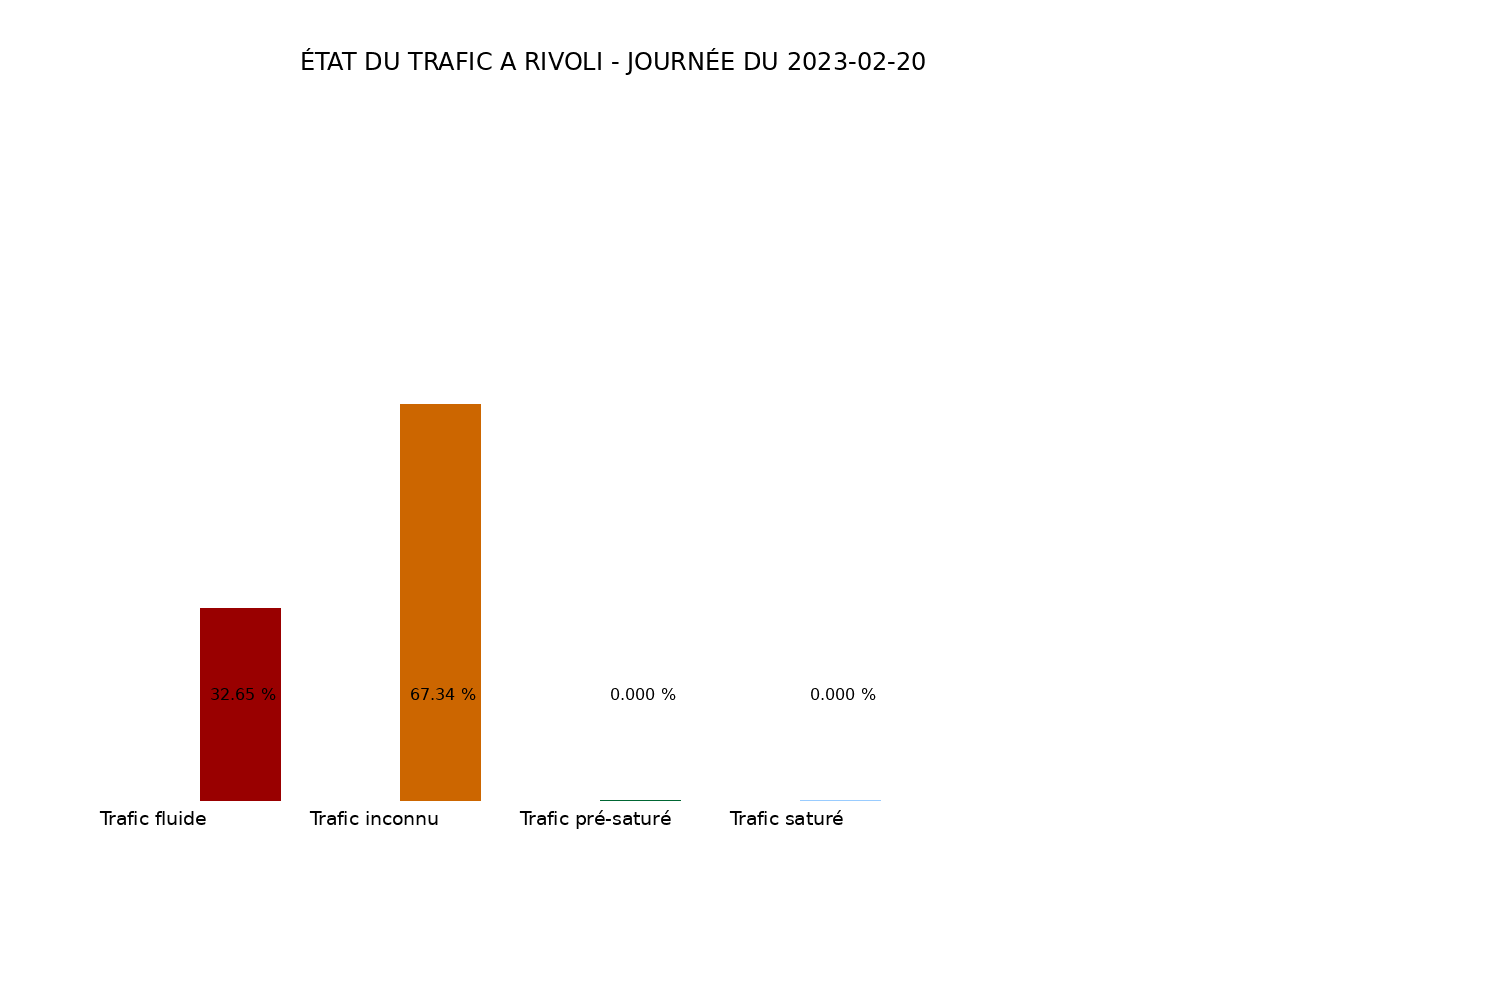 ÉTAT DU TRAFIC A RIVOLI - JOURNÉE DU 2023-02-20
32.65 % 67.34 % 0.000 % 0.000 %
Trafic fluide Trafic inconnu Trafic pré-saturé Trafic saturé